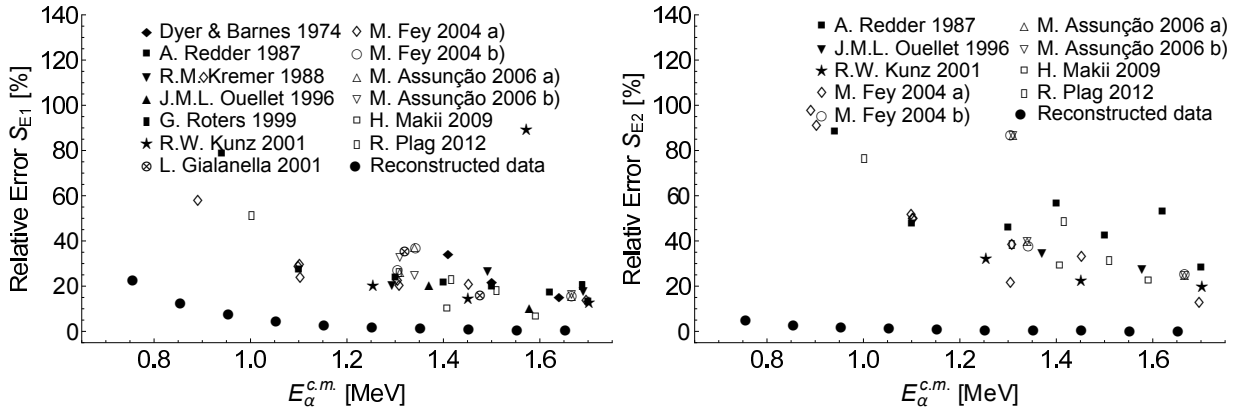 Relative Error S_E1 [%]
140
120
100
80
60
40
20
0
Dyer & Barnes 1974
A. Redder 1987
R.M. Kremer 1988
J.M.L. Ouellet 1996
G. Roters 1999
R.W. Kunz 2001
L. Gialanella 2001
M. Fey 2004 a)
M. Fey 2004 b)
M. Assunção 2006 a)
M. Assunção 2006 b)
H. Makii 2009
R. Plag 2012
Reconstructed data
0.8 1.0 1.2 1.4 1.6
E_α^c.m. [MeV]
Relativ Error S_E2 [%]
140
120
100
80
60
40
20
0
A. Redder 1987
J.M.L. Ouellet 1996
R.W. Kunz 2001
M. Fey 2004 a)
M. Fey 2004 b)
M. Assunção 2006 a)
M. Assunção 2006 b)
H. Makii 2009
R. Plag 2012
Reconstructed data
0.8 1.0 1.2 1.4 1.6
E_α^c.m. [MeV]